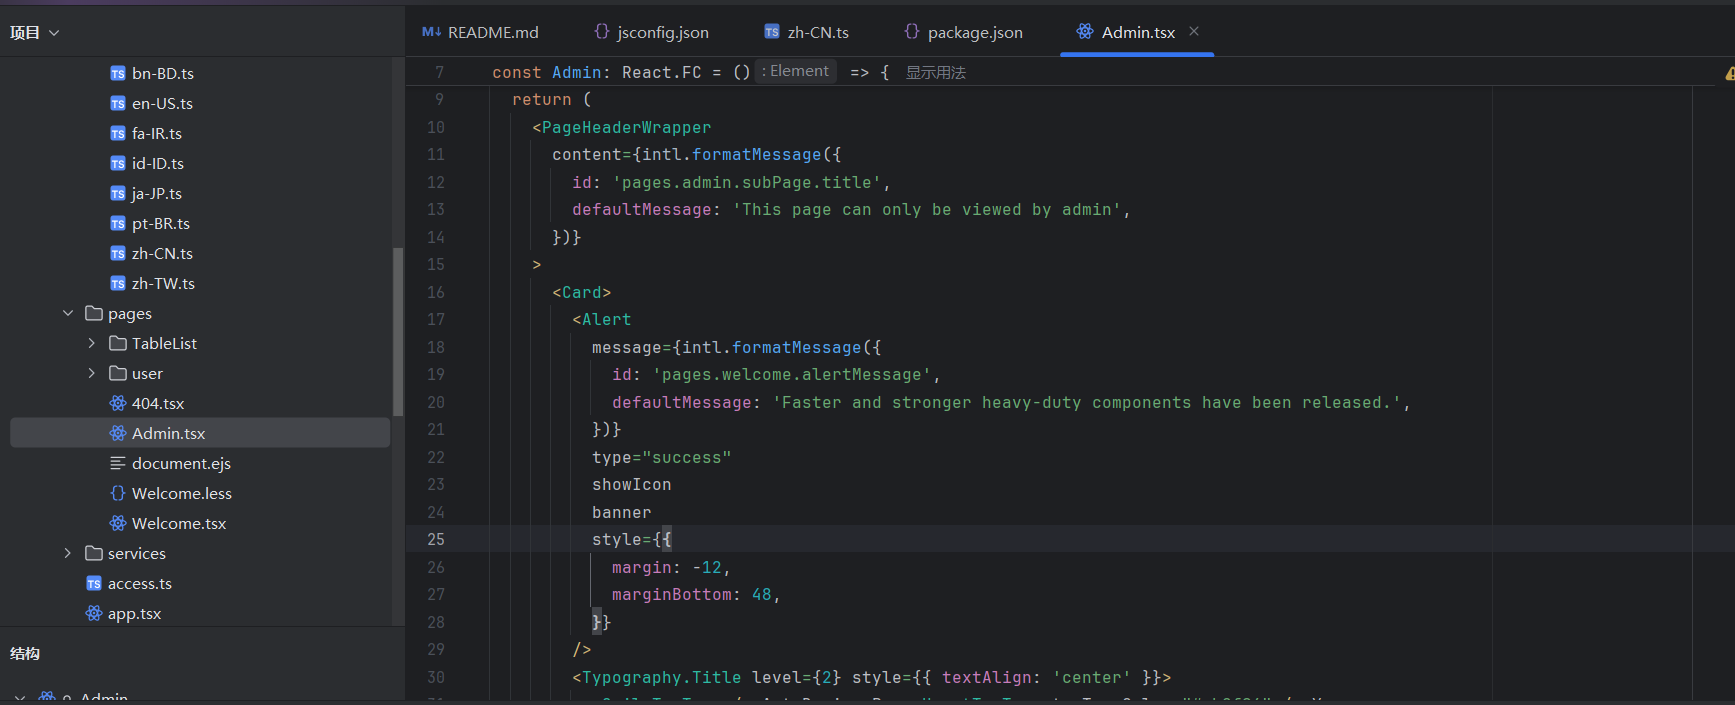 项目
bn-BD.ts
en-US.ts
fa-IR.ts
id-ID.ts
ja-JP.ts
pt-BR.ts
zh-CN.ts
zh-TW.ts
pages
TableList
user
404.tsx
Admin.tsx
document.ejs
Welcome.less
Welcome.tsx
services
access.ts
app.tsx
结构
Admin
README.md jsconfig.json zh-CN.ts package.json Admin.tsx
7 const Admin: React.FC = () : Element => { 显示用法
9 return (
10 <PageHeaderWrapper
11 content={intl.formatMessage({
12 id: 'pages.admin.subPage.title',
13 defaultMessage: 'This page can only be viewed by admin',
14 })}
15 >
16 <Card>
17 <Alert
18 message={intl.formatMessage({
19 id: 'pages.welcome.alertMessage',
20 defaultMessage: 'Faster and stronger heavy-duty components have been released.',
21 })}
22 type="success"
23 showIcon
24 banner
25 style={{
26 margin: -12,
27 marginBottom: 48,
28 }}
29 />
30 <Typography.Title level={2} style={{ textAlign: 'center' }}>